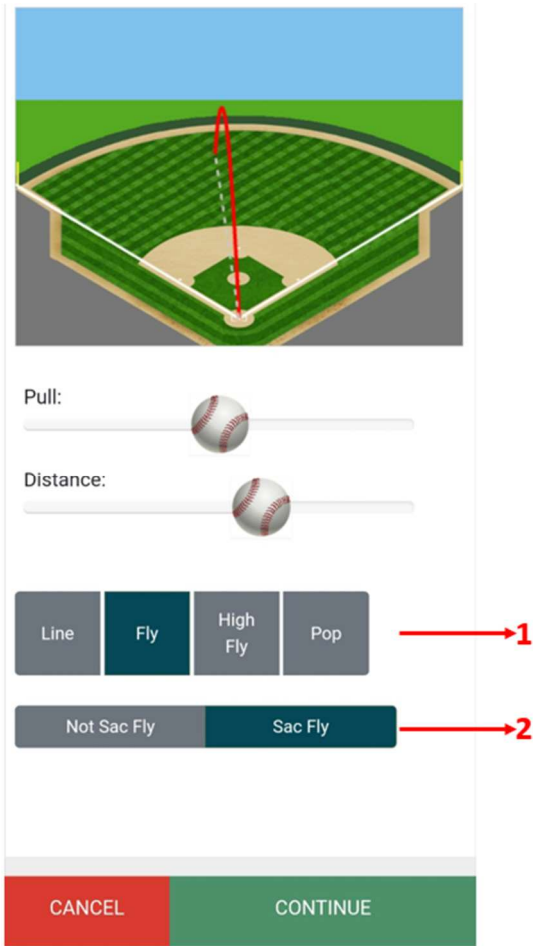 Pull:
Distance:
Line
Fly
High
Fly
Pop
1
Not Sac Fly
Sac Fly
2
CANCEL
CONTINUE